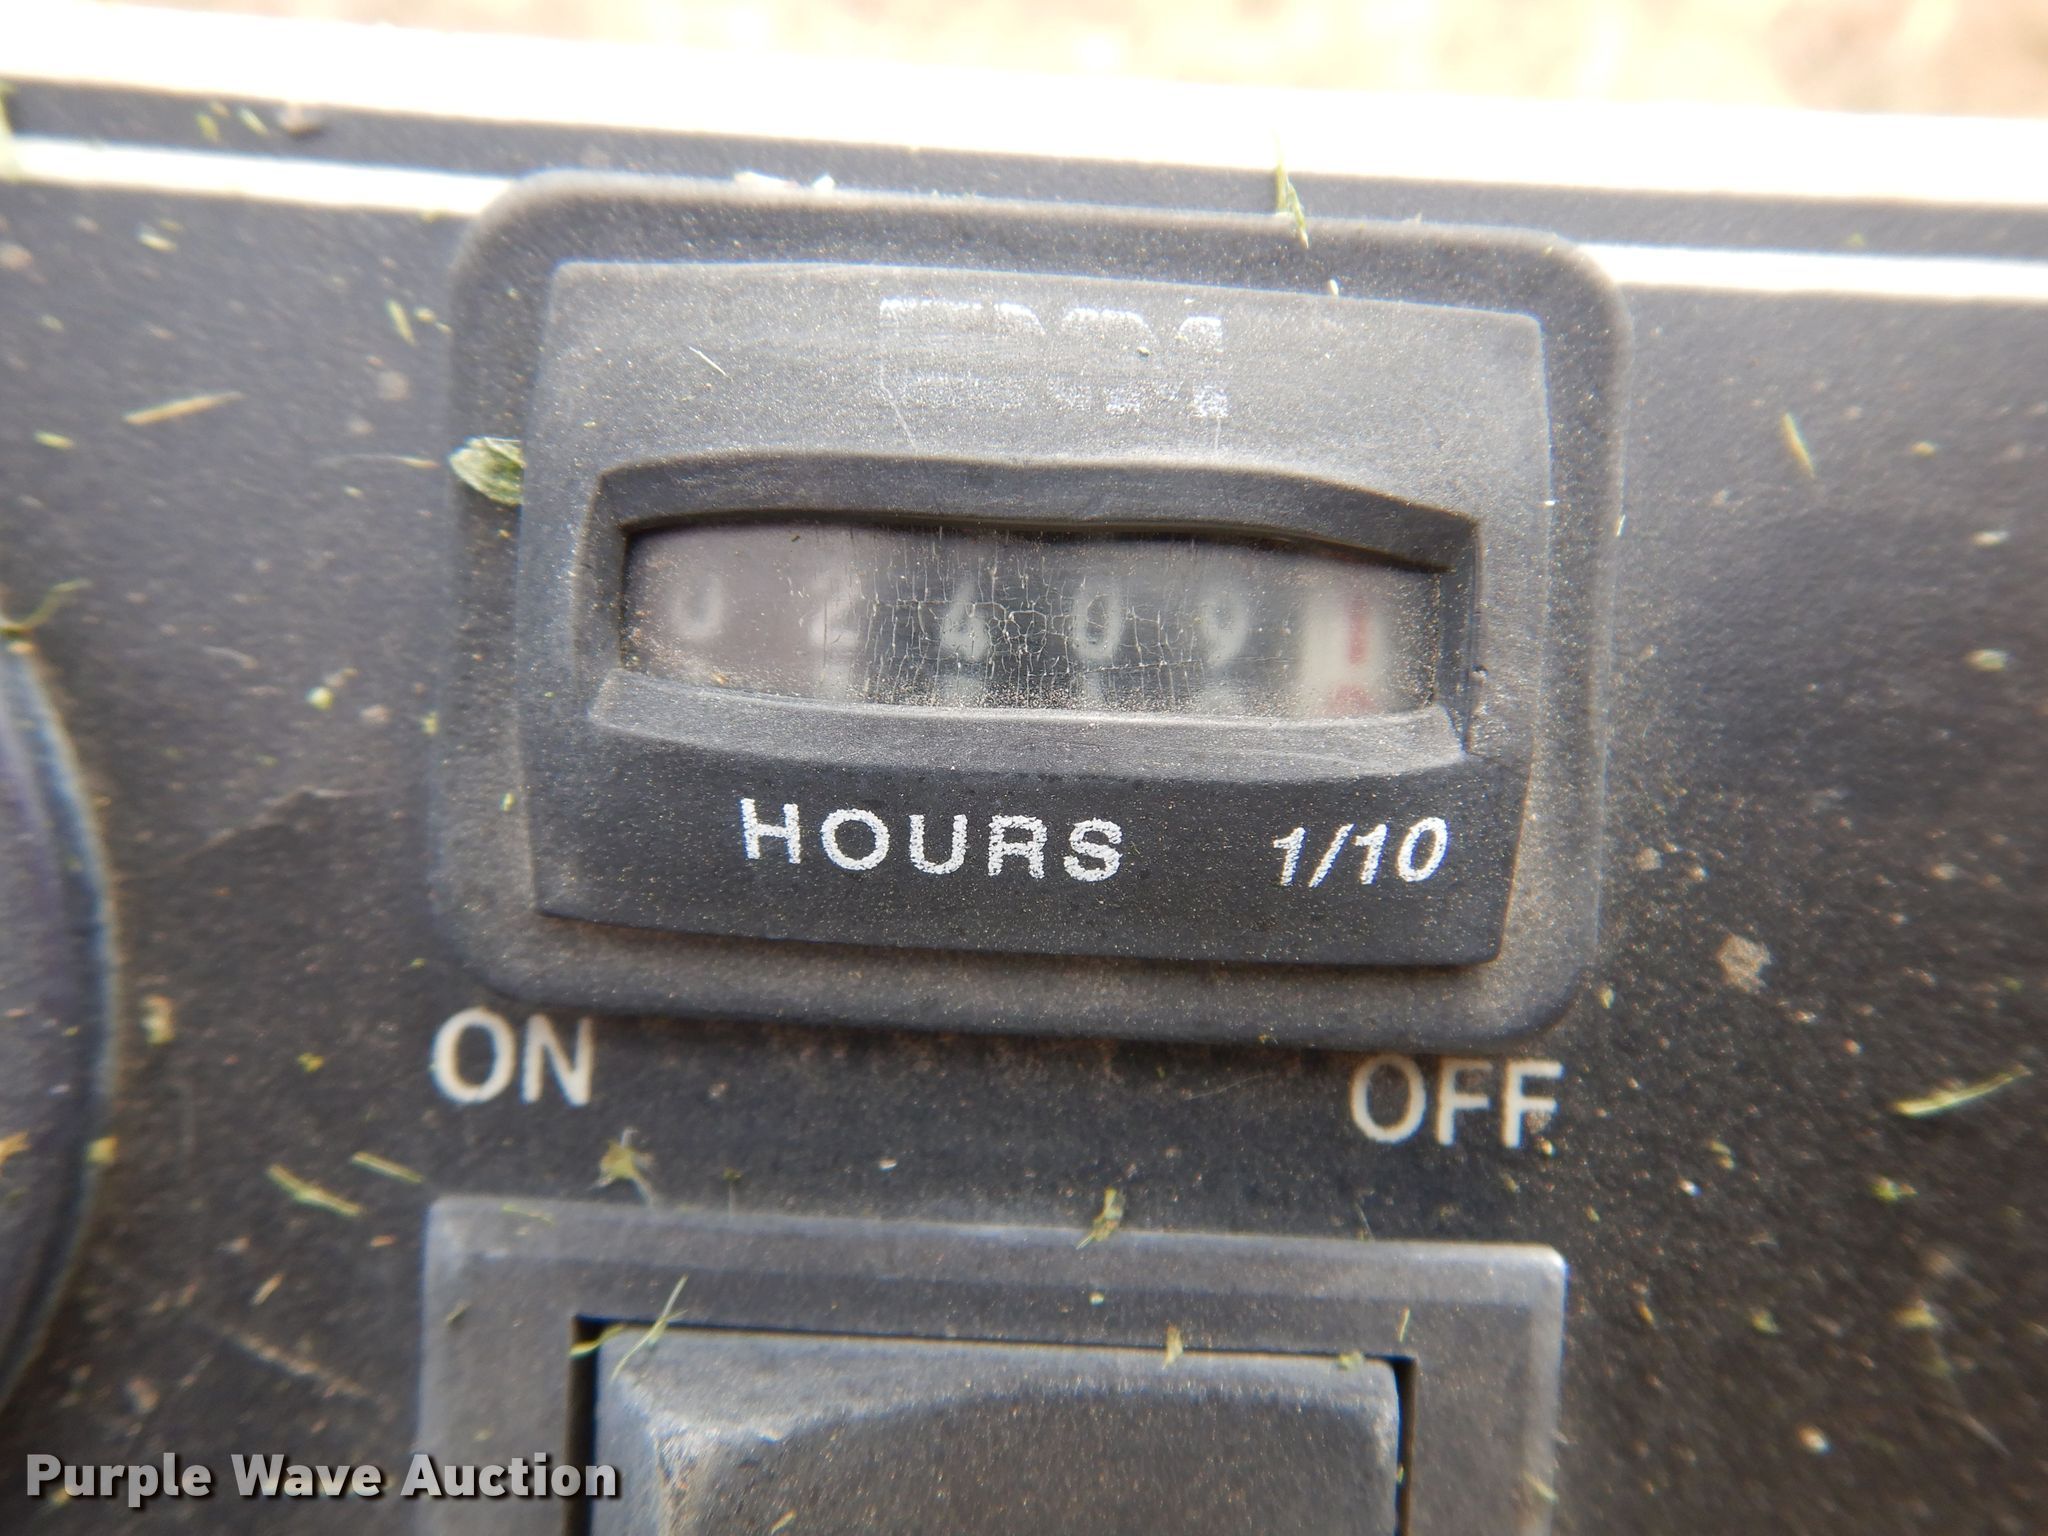 0 2 4 0 9 1
HOURS 1/10
ON OFF
Purple Wave Auction